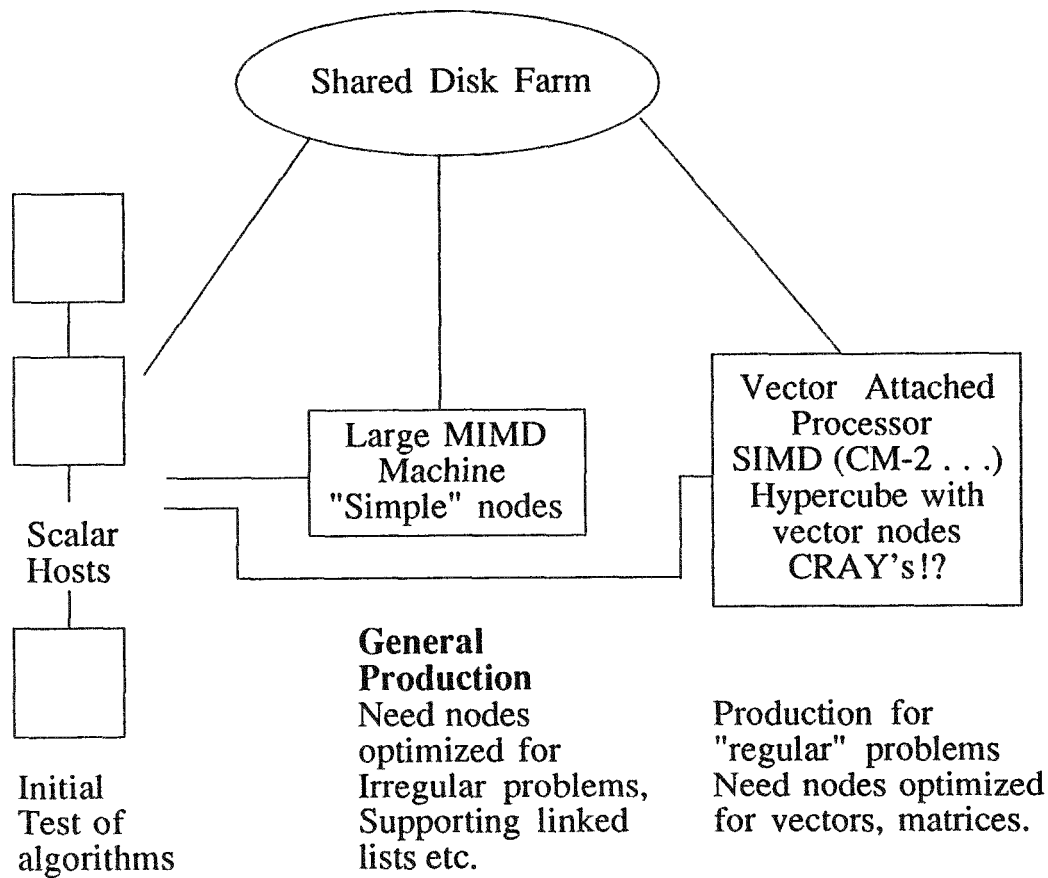 Shared Disk Farm
Large MIMD
Machine
"Simple" nodes
Vector Attached
Processor
SIMD (CM-2 . . .)
Hypercube with
vector nodes
CRAY's!?
Scalar
Hosts
General
Production
Need nodes
optimized for
Irregular problems,
Supporting linked
lists etc.
Production for
"regular" problems
Need nodes optimized
for vectors, matrices.
Initial
Test of
algorithms